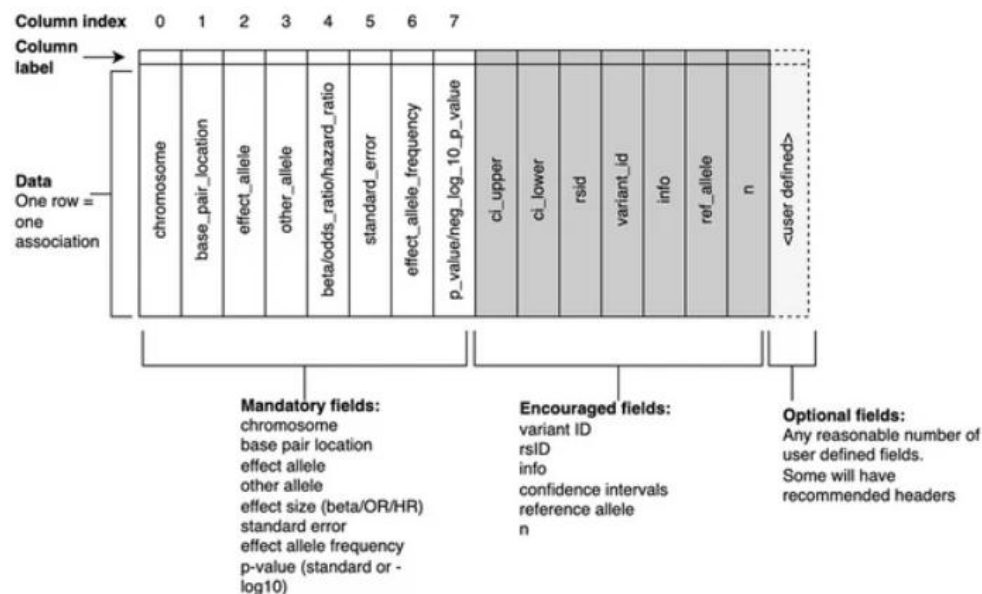 Column index 0 1 2 3 4 5 6 7
Column
label
Data
One row =
one
association
chromosome
base_pair_location
effect_allele
other_allele
beta/odds_ratio/hazard_ratio
standard_error
effect_allele_frequency
p_value/neg_log_10_p_value
ci_upper
ci_lower
rsid
variant_id
info
ref_allele
n
<user defined>
Mandatory fields:
chromosome
base pair location
effect allele
other allele
effect size (beta/OR/HR)
standard error
effect allele frequency
p-value (standard or -
log10)
Encouraged fields:
variant ID
rsID
info
confidence intervals
reference allele
n
Optional fields:
Any reasonable number of
user defined fields.
Some will have
recommended headers